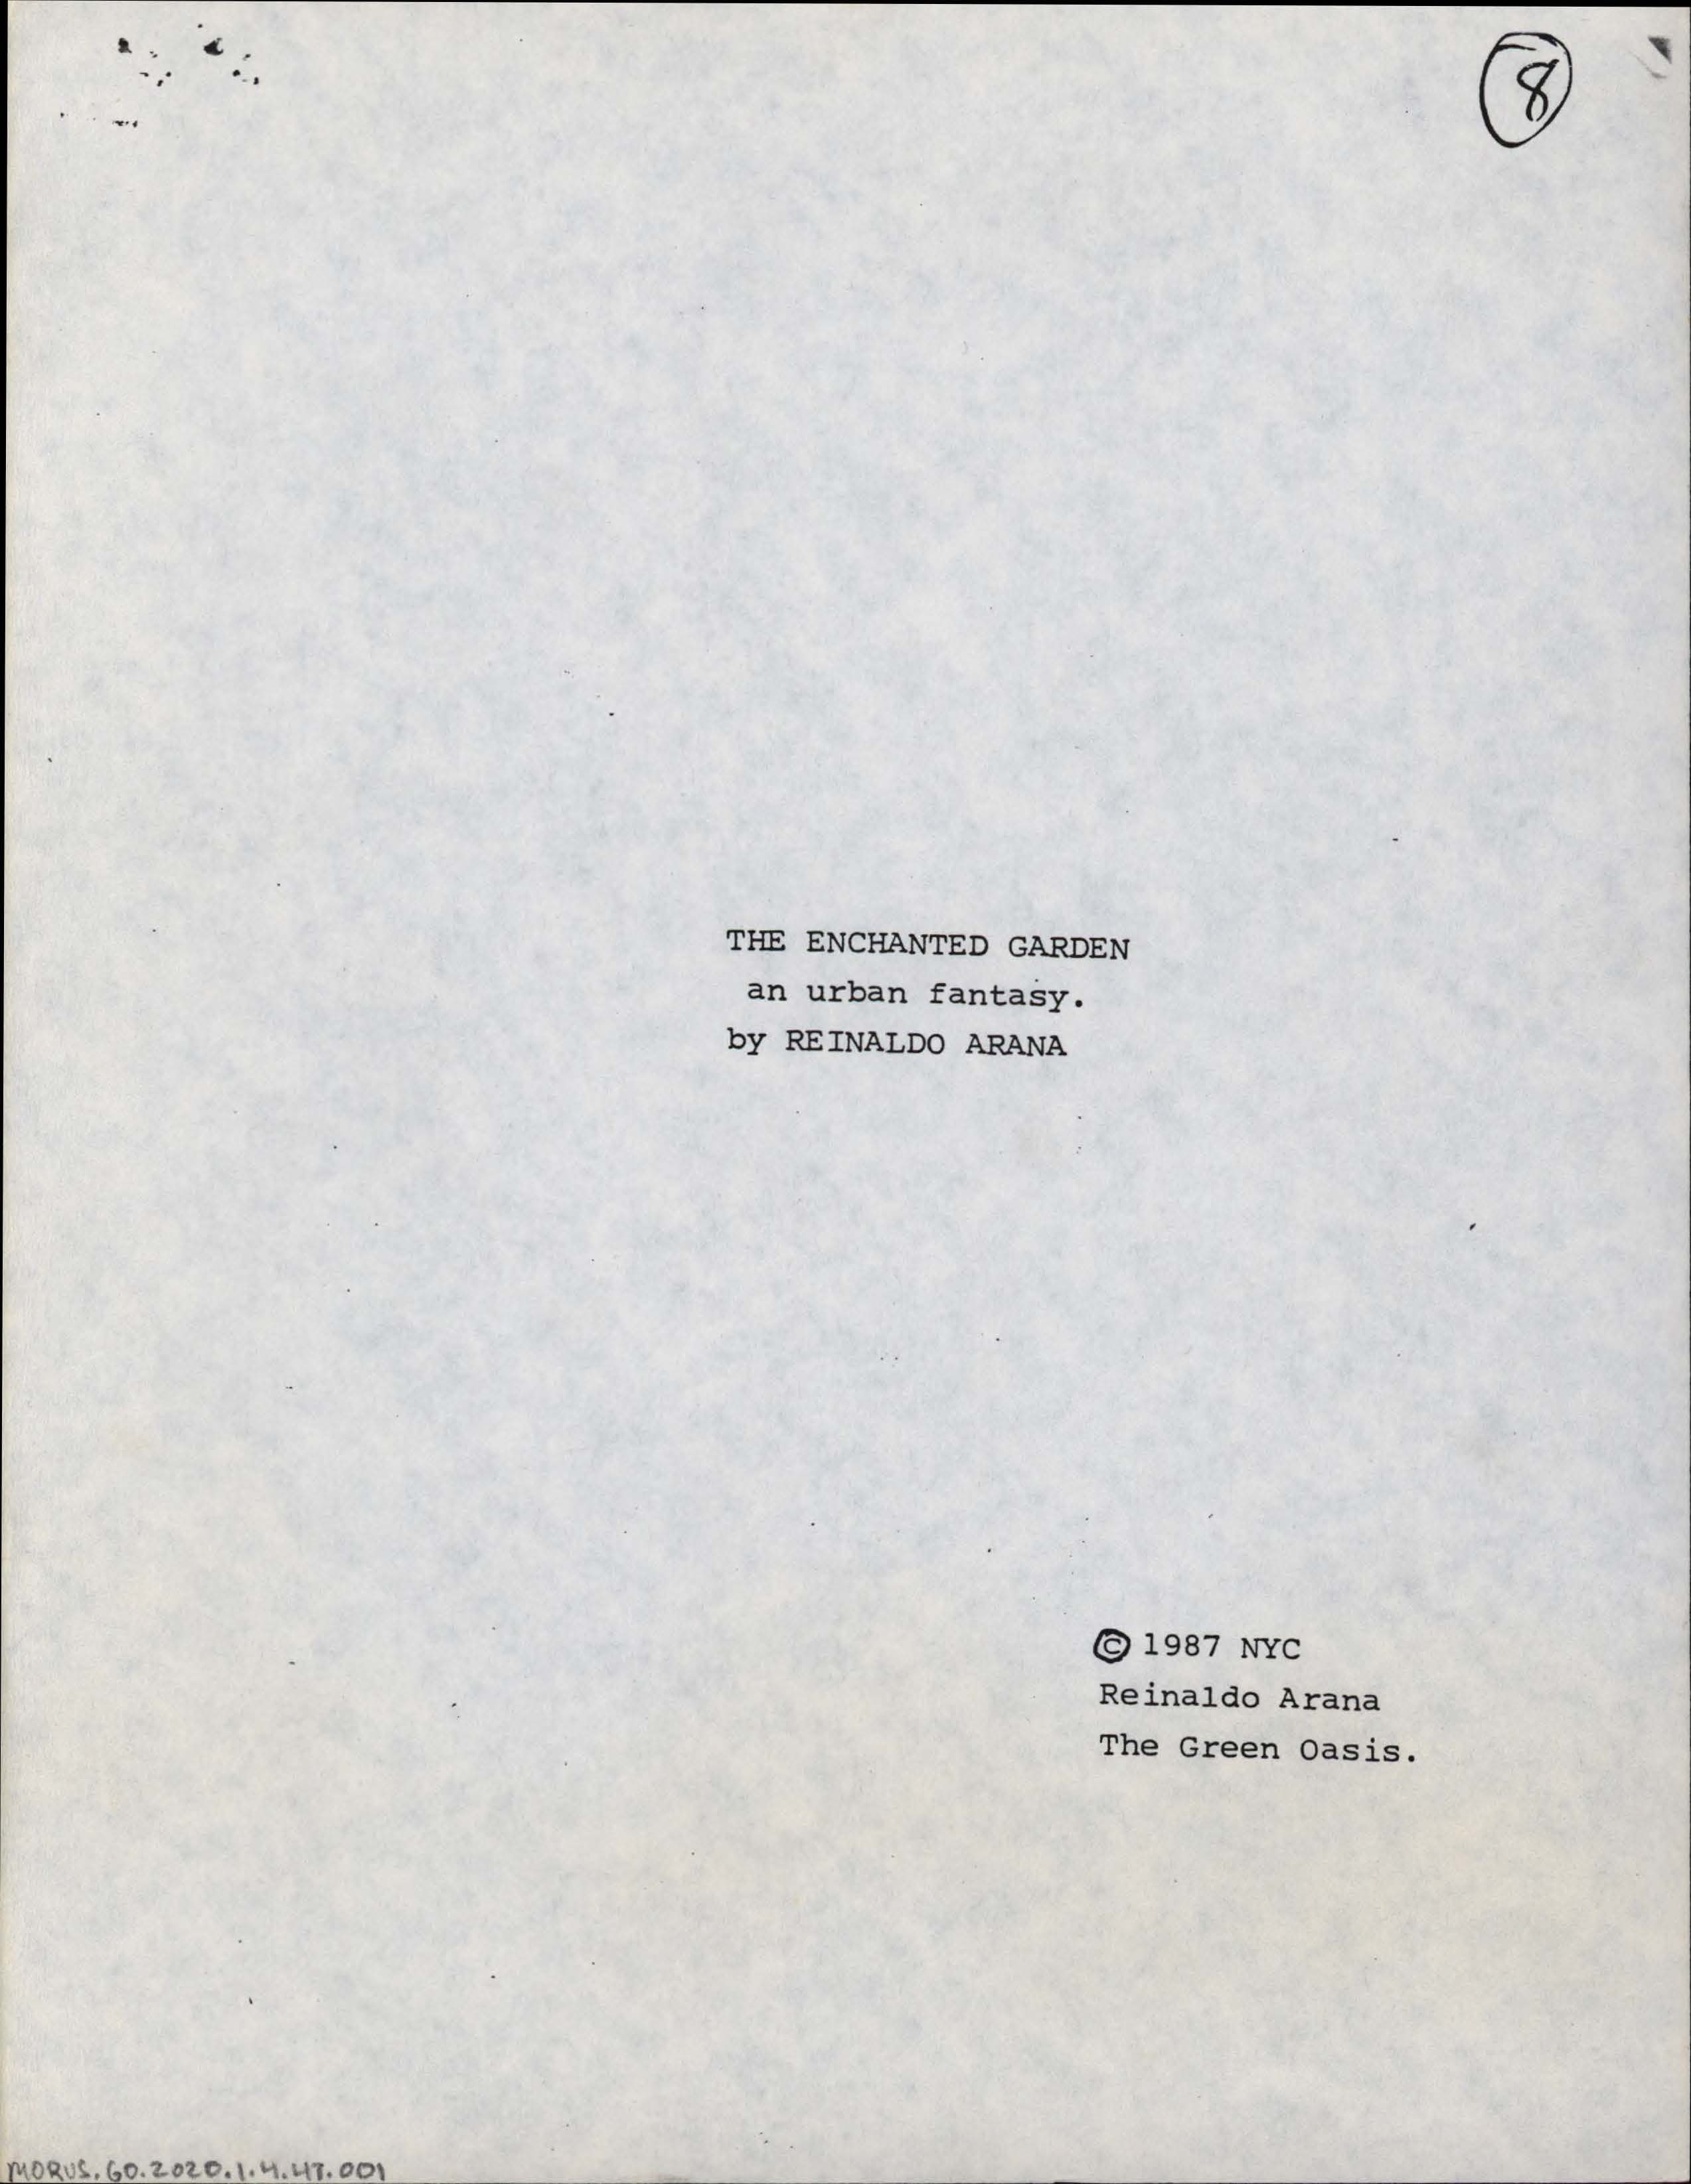 8
THE ENCHANTED GARDEN
an urban fantasy.
by REINALDO ARANA
© 1987 NYC
Reinaldo Arana
The Green Oasis.
MORUS.GO.2020.1.4.47.001